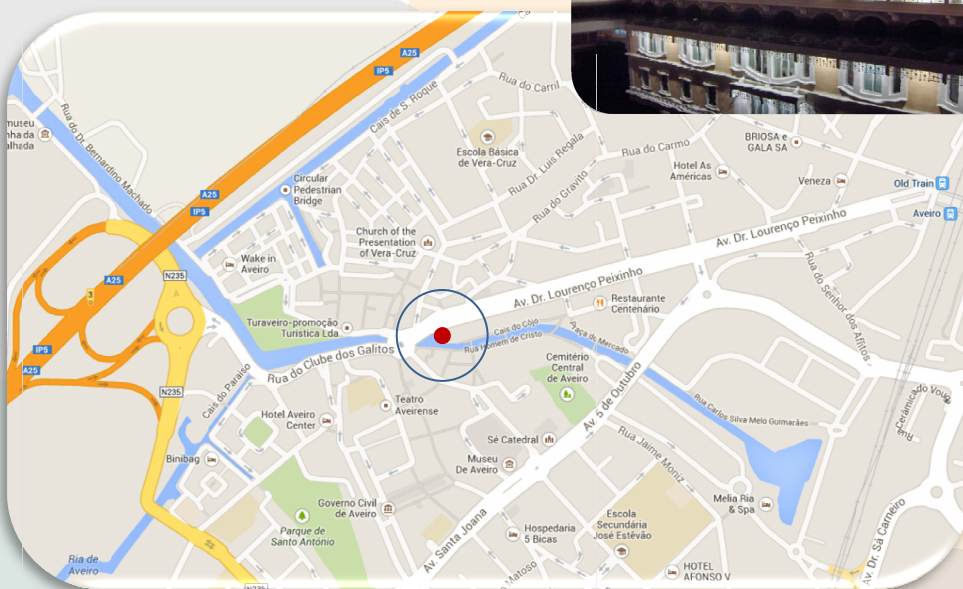 A25
IP5
Rua do Carril
Cais de S. Roque
museu
nha da
alhada
Rua do Dr. Bernardino Machado
Escola Básica
de Vera-Cruz
Rua Dr. Luis Regala
Rua do Carmo
BRIOSA e
GALA SA
Hotel As
Américas
Veneza
Old Train
Aveiro
Circular
Pedestrian
Bridge
A25
IP5
Rua do Gravito
Church of the
Presentation
of Vera-Cruz
Av. Dr. Lourenço Peixinho
Wake in
Aveiro
N235
A25
3
Av. Dr. Lourenço Peixinho
Rua do Senhor dos Aflitos
Restaurante
Centenário
Turaveiro-promoção
Turistica Lda
Cais do Côjo
Rua Homem de Cristo
Praça do Mercado
IP5
A25
Rua do Clube dos Galitos
Cemitério
Central
de Aveiro
N235
Cais do Paraíso
Teatro
Aveirense
Hotel Aveiro
Center
Av. 5 de Outubro
Rua Carlos Silva Melo Guimarães
Sé Catedral
Rua Jaime Moniz
Museu
De Aveiro
Binibag
Governo Civil
de Aveiro
Melia Ria
& Spa
Parque de
Santo António
Av. Santa Joana
Hospedaria
5 Bicas
Escola
Secundária
José Estêvão
Av. Dr. Sá Carneiro
Ria de
Aveiro
HOTEL
AFONSO V
Matoso
N235